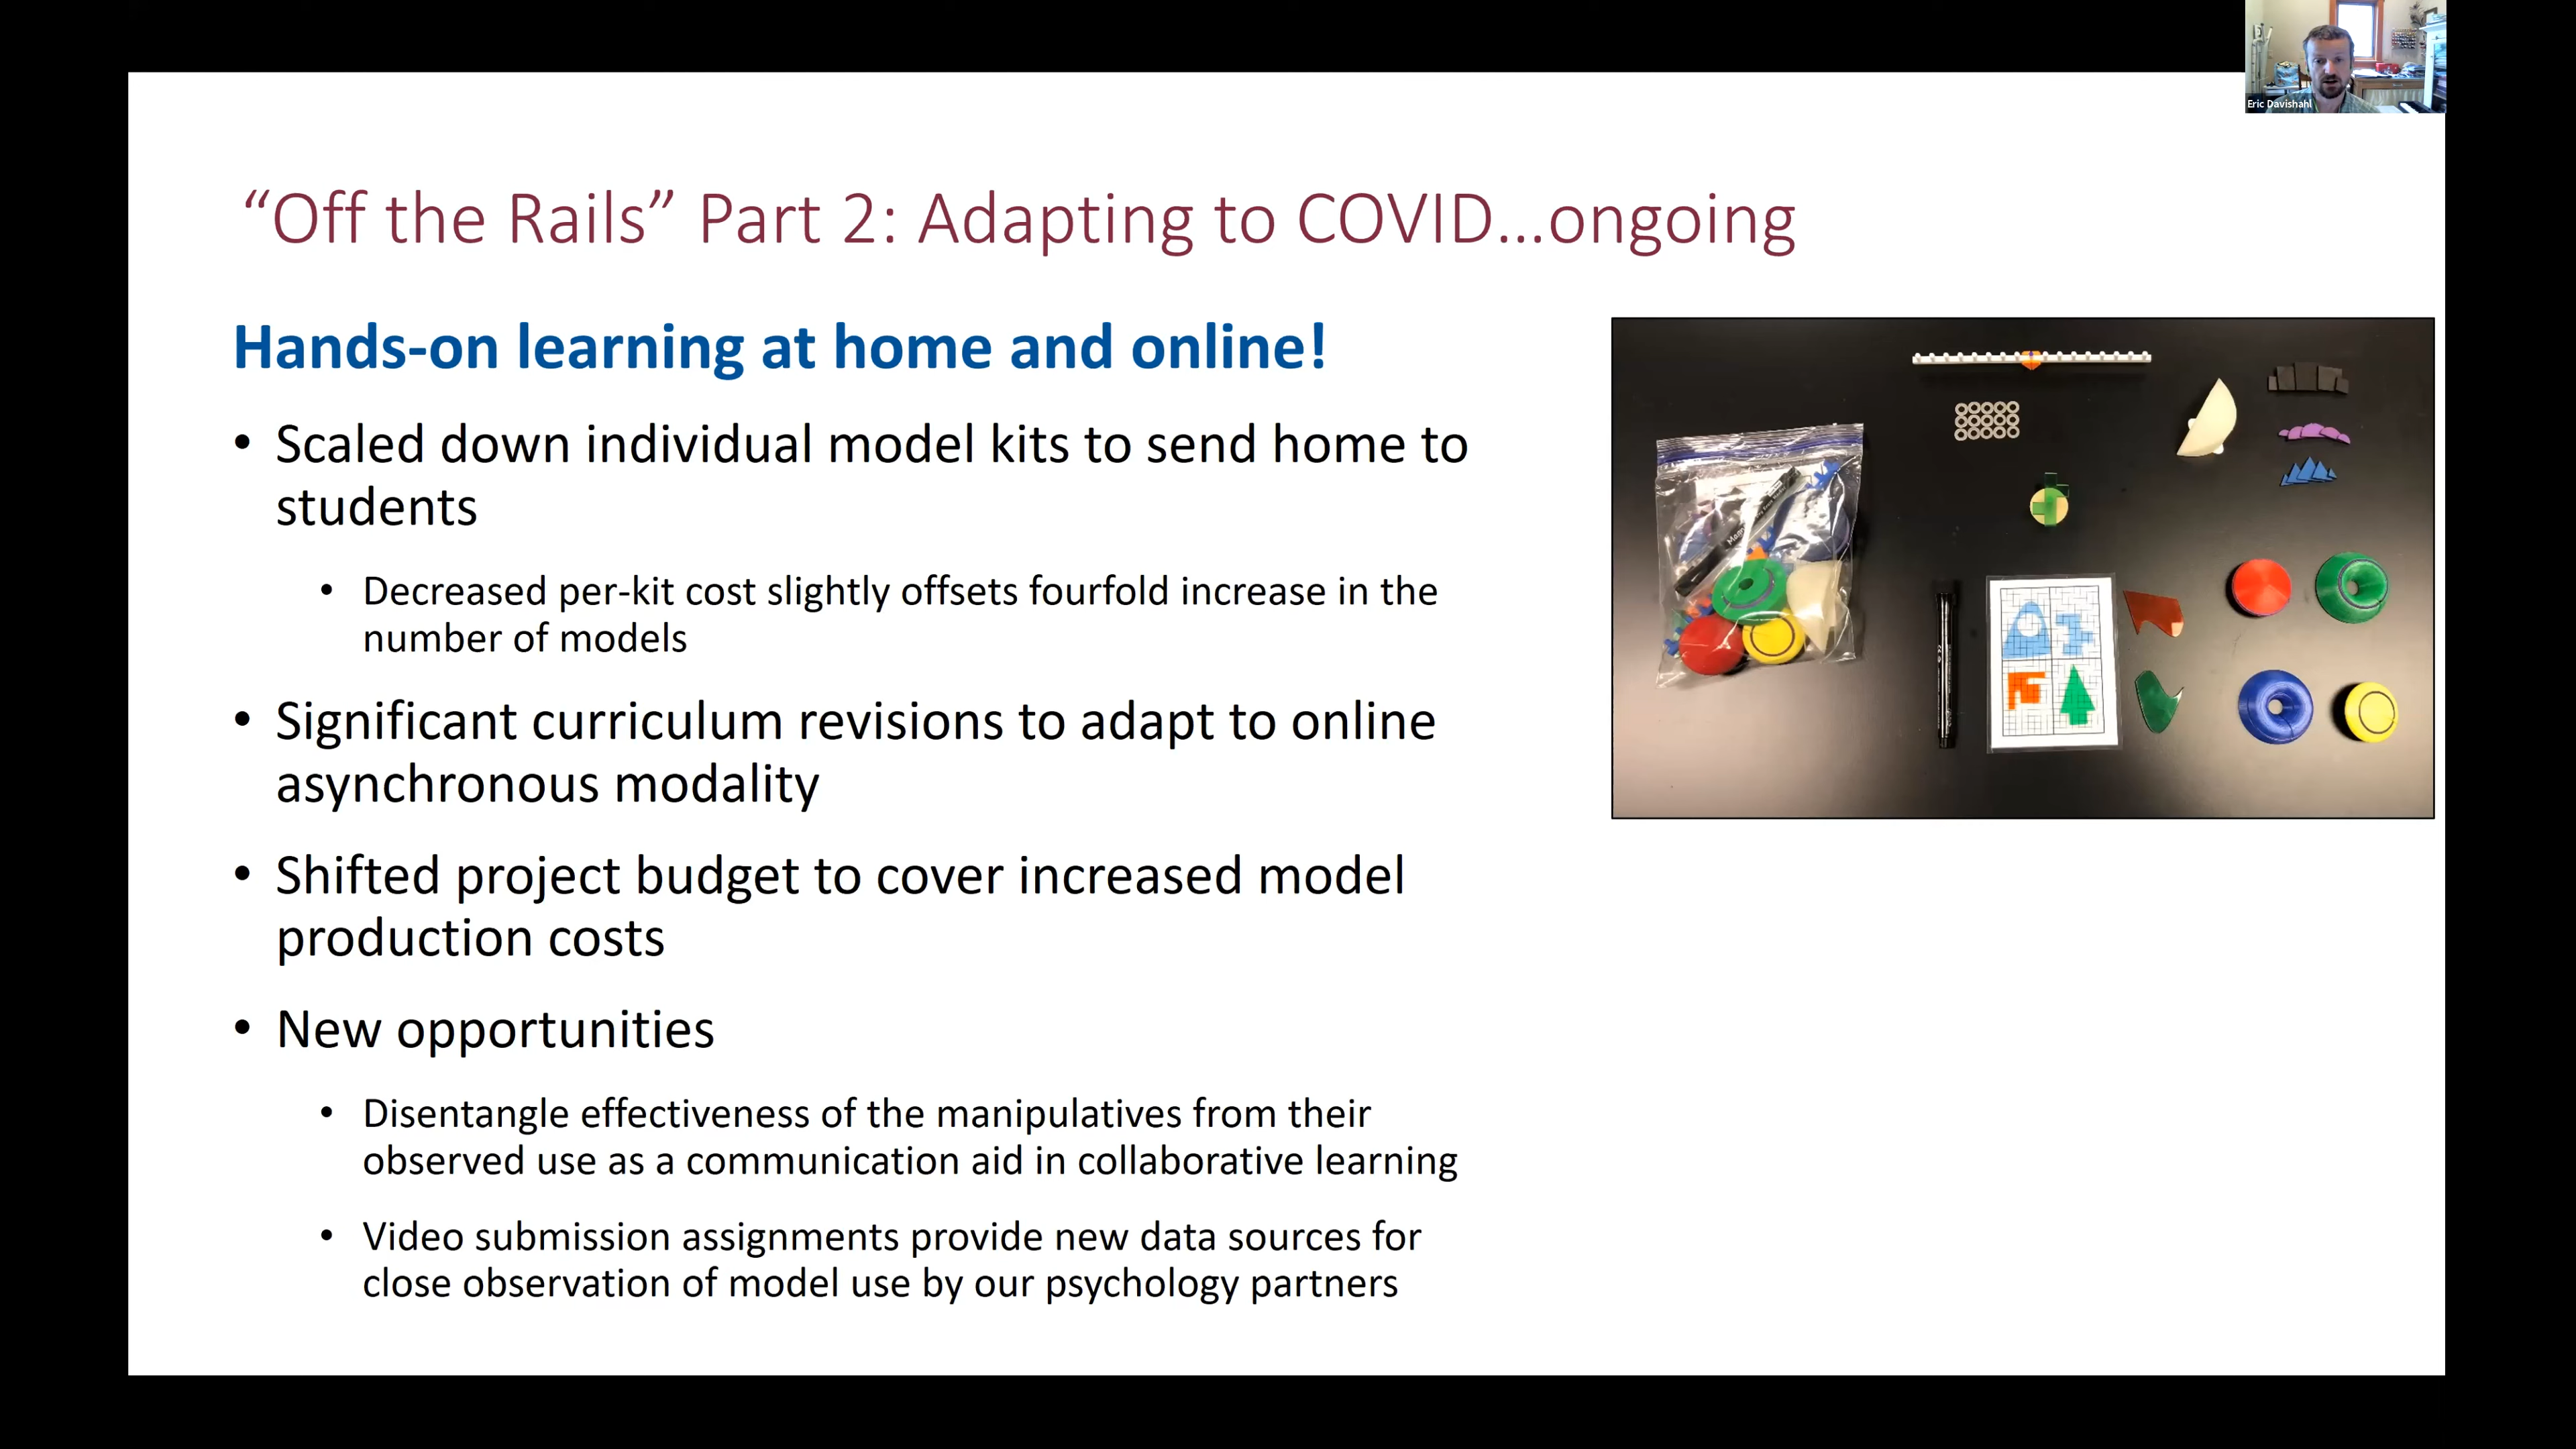 Eric Davishahl
“Off the Rails” Part 2: Adapting to COVID...ongoing
Hands-on learning at home and online!
• Scaled down individual model kits to send home to
students
• Decreased per-kit cost slightly offsets fourfold increase in the
number of models
• Significant curriculum revisions to adapt to online
asynchronous modality
• Shifted project budget to cover increased model
production costs
• New opportunities
• Disentangle effectiveness of the manipulatives from their
observed use as a communication aid in collaborative learning
• Video submission assignments provide new data sources for
close observation of model use by our psychology partners